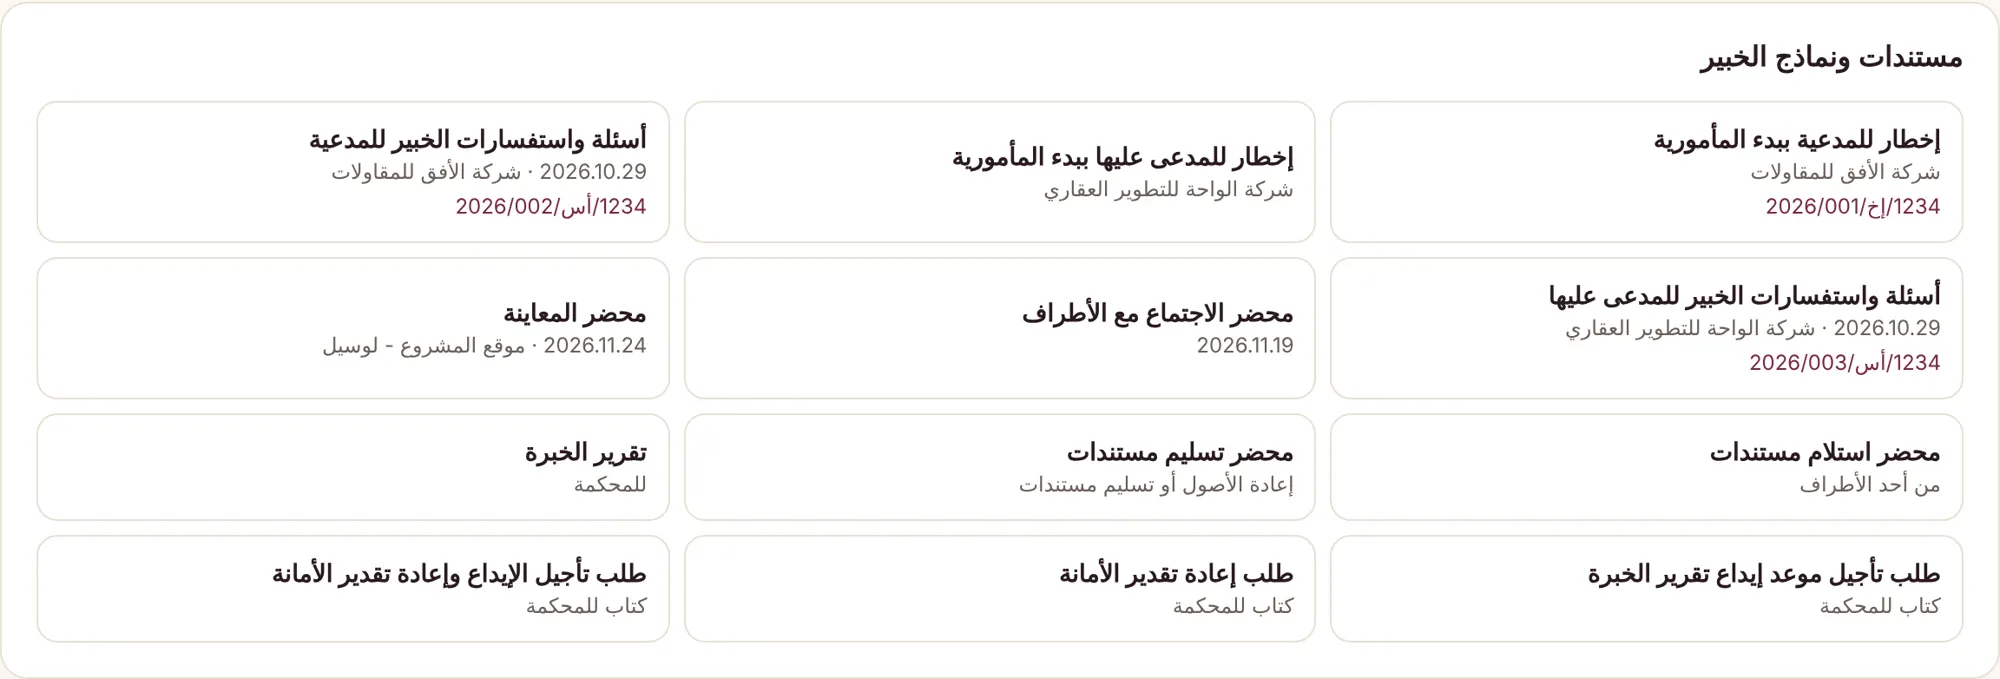 مستندات ونماذج الخبير
إخطار للمدعية ببدء المأمورية
شركة الأفق للمقاولات
1234/إخ/2026/001
إخطار للمدعى عليها ببدء المأمورية
شركة الواحة للتطوير العقاري
أسئلة واستفسارات الخبير للمدعية
2026.10.29 · شركة الأفق للمقاولات
1234/أس/2026/002
أسئلة واستفسارات الخبير للمدعى عليها
2026.10.29 · شركة الواحة للتطوير العقاري
1234/أس/2026/003
محضر الاجتماع مع الأطراف
2026.11.19
محضر المعاينة
2026.11.24 · موقع المشروع - لوسيل
محضر استلام مستندات
من أحد الأطراف
محضر تسليم مستندات
إعادة الأصول أو تسليم مستندات
تقرير الخبرة
للمحكمة
طلب تأجيل موعد إيداع تقرير الخبرة
كتاب للمحكمة
طلب إعادة تقدير الأمانة
كتاب للمحكمة
طلب تأجيل الإيداع وإعادة تقدير الأمانة
كتاب للمحكمة